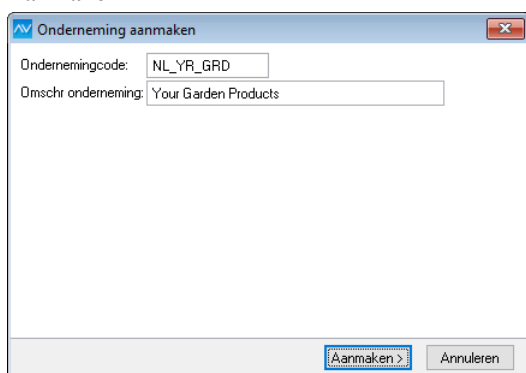 Onderneming aanmaken
Ondernemingcode: NL_YR_GRD
Omschr onderneming: Your Garden Products
Aanmaken > Annuleren